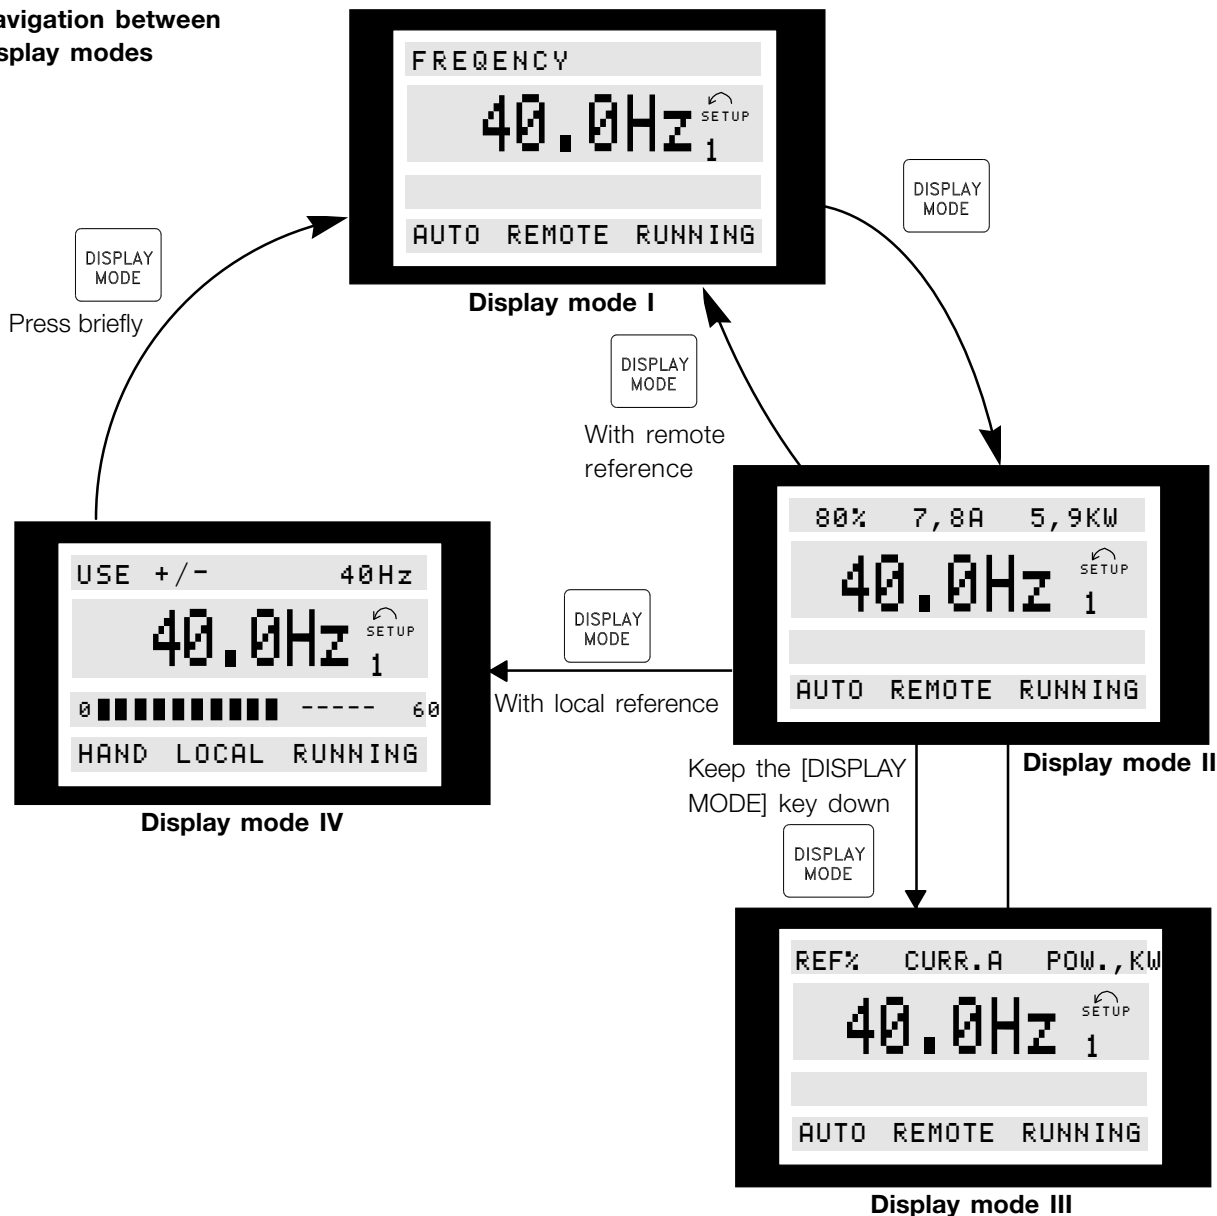 avigation between
splay modes
FREQENCY
40.0Hz
SETUP
1
AUTO REMOTE RUNNING
Display mode I
DISPLAY
MODE
DISPLAY
MODE
Press briefly
DISPLAY
MODE
With remote
reference
80% 7,8A 5,9KW
40.0Hz
SETUP
1
AUTO REMOTE RUNNING
Display mode II
USE +/- 40Hz
40.0Hz
SETUP
1
0 ----- 60
HAND LOCAL RUNNING
Display mode IV
DISPLAY
MODE
With local reference
Keep the [DISPLAY
MODE] key down
DISPLAY
MODE
REF% CURR.A POW.,KW
40.0Hz
SETUP
1
AUTO REMOTE RUNNING
Display mode III